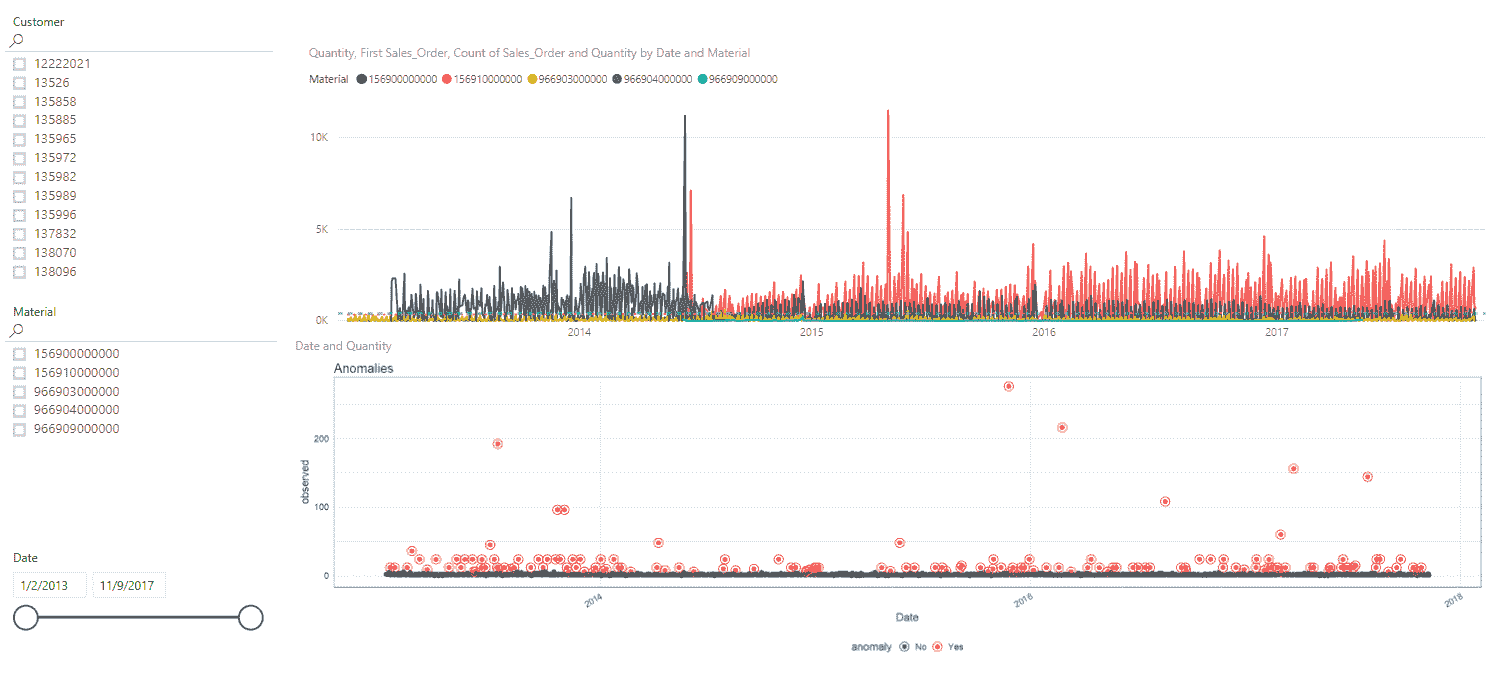 Customer
12222021
13526
135858
135885
135965
135972
135982
135989
135996
137832
138070
138096
Material
156900000000
156910000000
966903000000
966904000000
966909000000
Date
1/2/2013 11/9/2017
Quantity, First Sales_Order, Count of Sales_Order and Quantity by Date and Material
Material 156900000000 156910000000 966903000000 966904000000 966909000000
10K
5K
0K
2014 2015 2016 2017
Date and Quantity
Anomalies
observed
200
100
0
2014 2016 2018
Date
anomaly No Yes